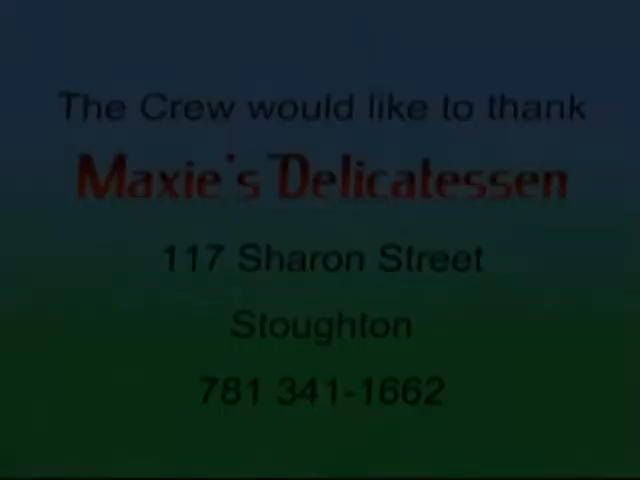 The Crew would like to thank
Maxie's Delicatessen
117 Sharon Street
Stoughton
781 341-1662